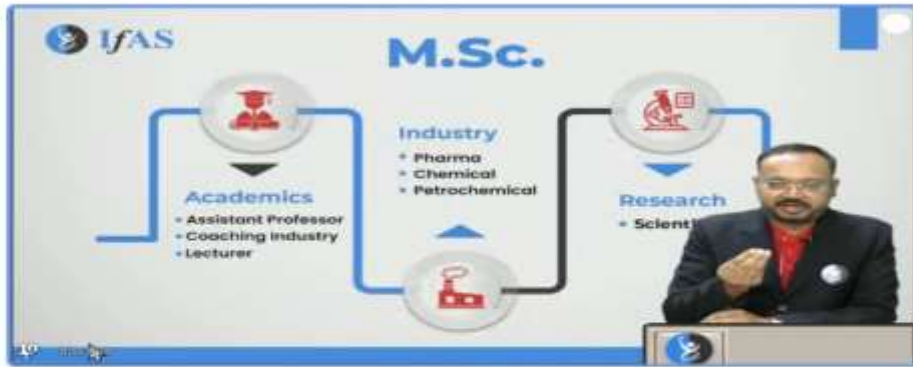 IfAS
M.Sc.
Academics
• Assistant Professor
• Coaching Industry
• Lecturer
Industry
• Pharma
• Chemical
• Petrochemical
Research